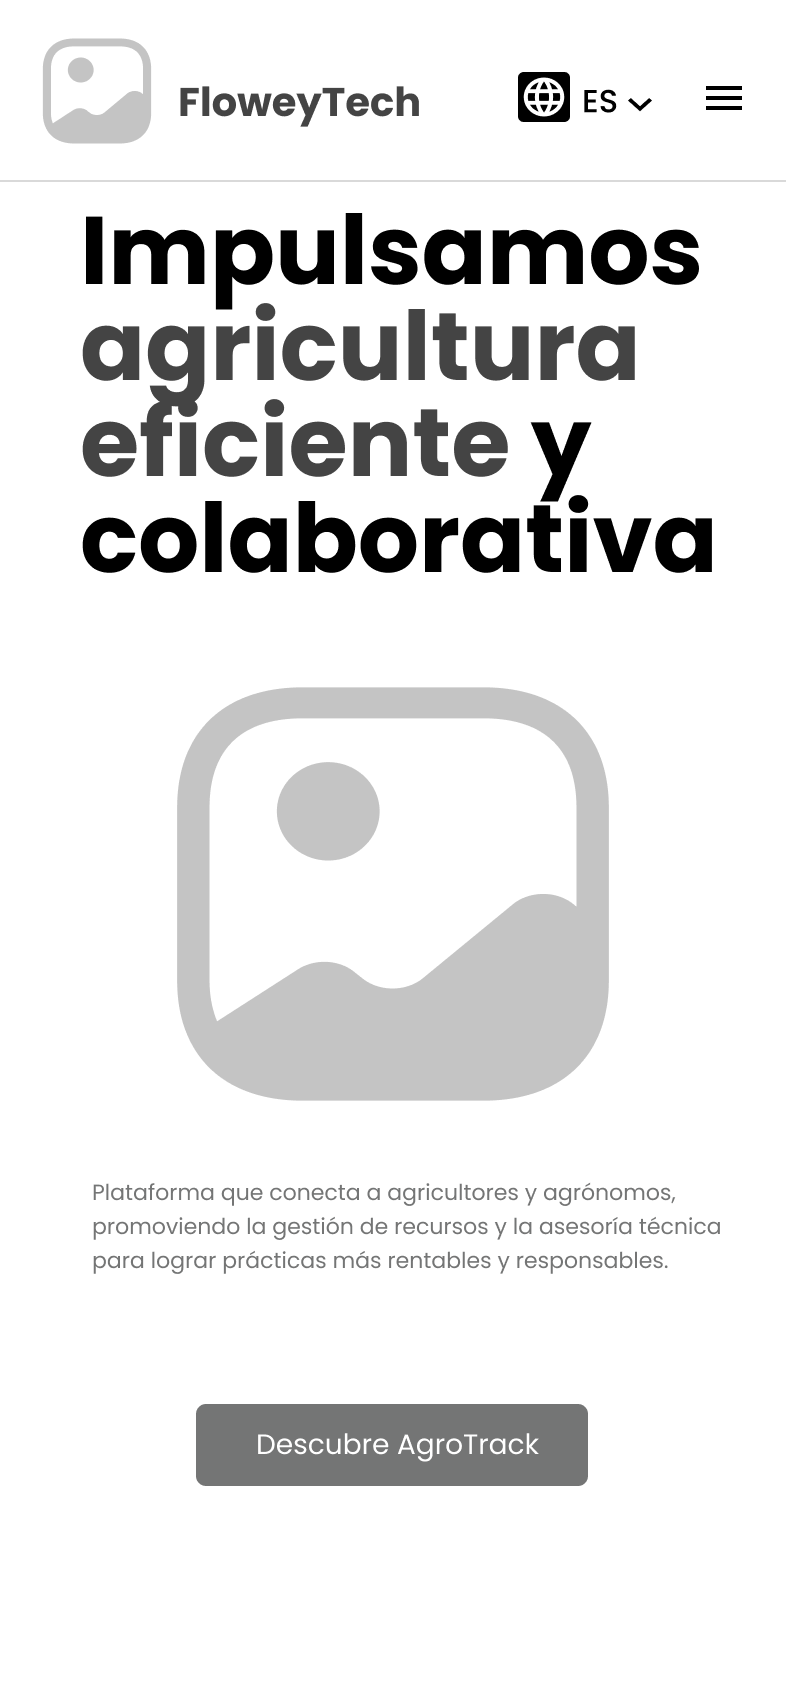 FloweyTech
ES
Impulsamos
agricultura
eficiente y
colaborativa
Plataforma que conecta a agricultores y agrónomos,
promoviendo la gestión de recursos y la asesoría técnica
para lograr prácticas más rentables y responsables.
Descubre AgroTrack